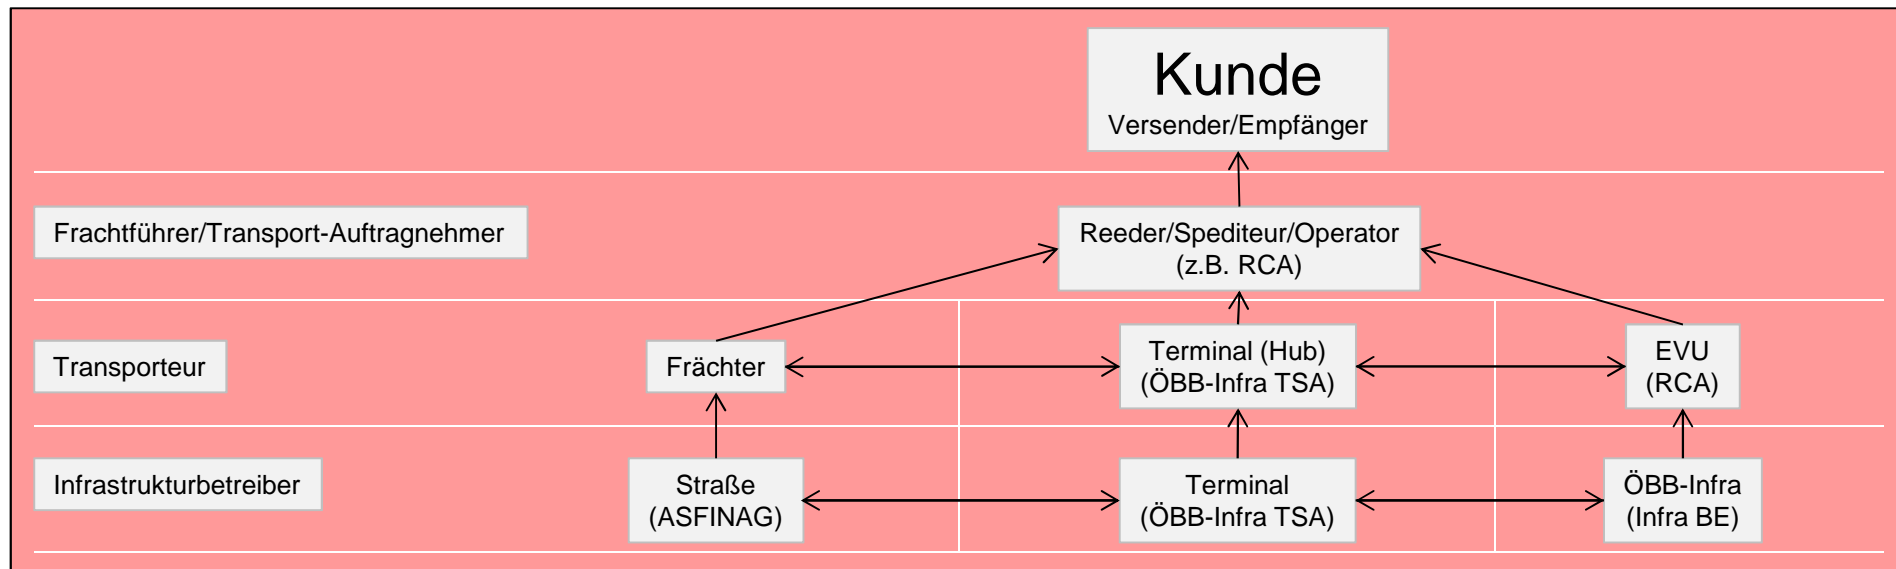 Kunde
Versender/Empfänger
Frachtführer/Transport-Auftragnehmer
Reeder/Spediteur/Operator
(z.B. RCA)
Transporteur
Frächter
Terminal (Hub)
(ÖBB-Infra TSA)
EVU
(RCA)
Infrastrukturbetreiber
Straße
(ASFINAG)
Terminal
(ÖBB-Infra TSA)
ÖBB-Infra
(Infra BE)